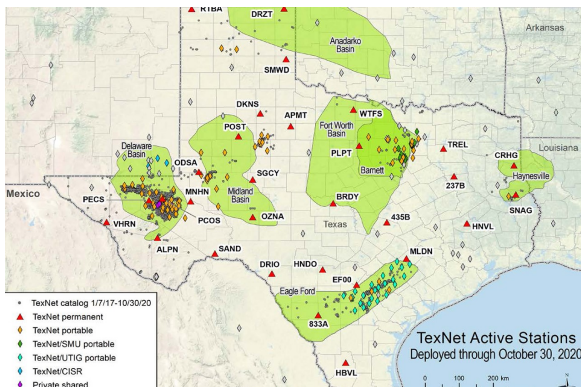 RTBA
DRZT
Arkansas
Anadarko
Basin
SMWD
DKNS
APMT
WTFS
POST
Fort Worth
Basin
Delaware
Basin
PLPT
TREL
CRHG
Louisiana
ODSA
Barnett
SGCY
237B
Haynesville
Mexico
PECS
MNHN
Midland
Basin
BRDY
SNAG
PCOS
OZNA
Texas
435B
HNVL
VHRN
ALPN
SAND
MLDN
DRIO
HNDO
EF00
Eagle Ford
833A
HBVL
TexNet catalog 1/7/17-10/30/20
TexNet permanent
TexNet portable
TexNet/SMU portable
TexNet/UTIG portable
TexNet/CISR
Private shared
TexNet Active Stations
Deployed through October 30, 2020
0
100
200 km